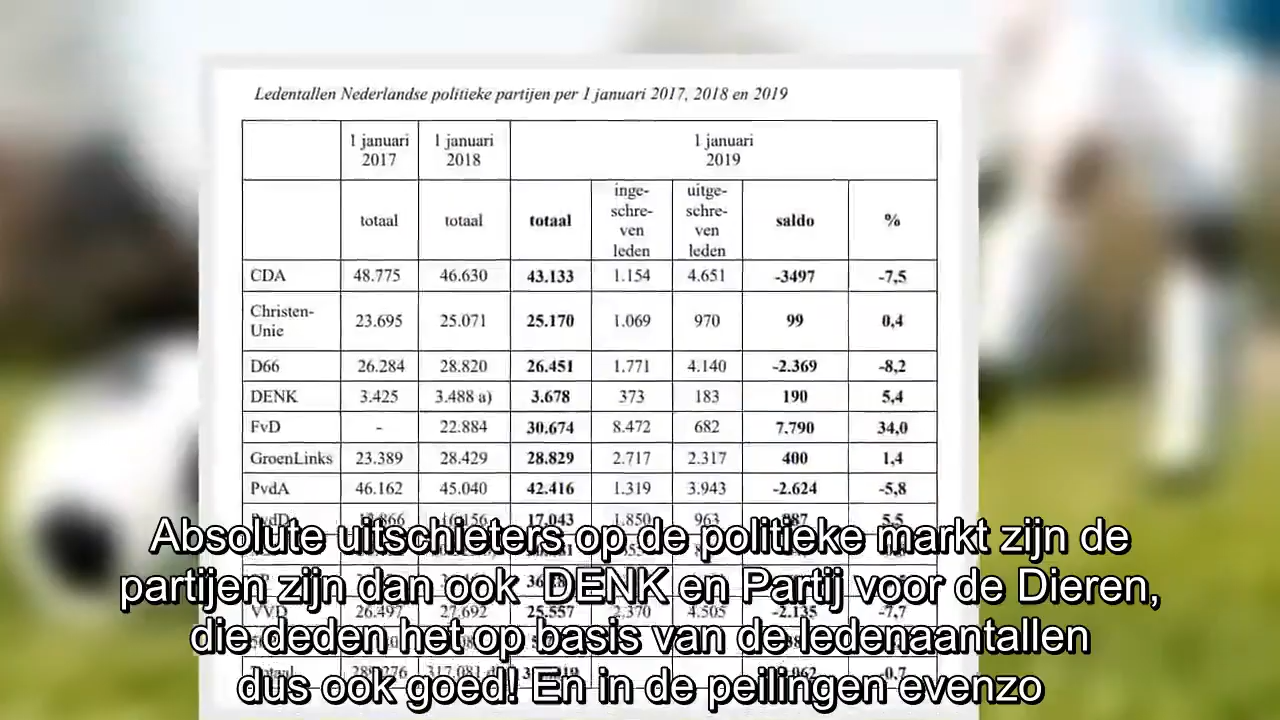 Ledentallen Nederlandse politieke partijen per 1 januari 2017, 2018 en 2019
1 januari 2017 1 januari 2018 1 januari 2019
totaal totaal totaal inge-schre-ven leden uitge-schre-ven leden saldo %
CDA 48.775 46.630 43.133 1.154 4.651 -3497 -7,5
Christen-Unie 23.695 25.071 25.170 1.069 970 99 0,4
D66 26.284 28.820 26.451 1.771 4.140 -2.369 -8,2
DENK 3.425 3.488 a) 3.678 373 183 190 5,4
FvD - 22.884 30.674 8.472 682 7.790 34,0
GroenLinks 23.389 28.429 28.829 2.717 2.317 400 1,4
PvdA 46.162 45.040 42.416 1.319 3.943 -2.624 -5,8
17.043 1.850 963 5,5
VVD 26.497 27.692 25.557 2.370 4.505 -2.135 -7,7
Absolute uitschieters op de politieke markt zijn de
partijen zijn dan ook DENK en Partij voor de Dieren,
die deden het op basis van de ledenaantallen
dus ook goed! En in de peilingen evenzo